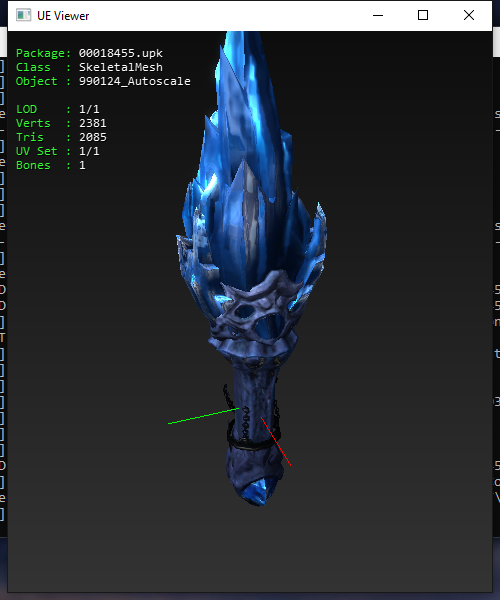 UE Viewer
Package: 00018455.upk
Class  : SkeletalMesh
Object : 990124_Autoscale
LOD    : 1/1
Verts  : 2381
Tris   : 2085
UV Set : 1/1
Bones  : 1